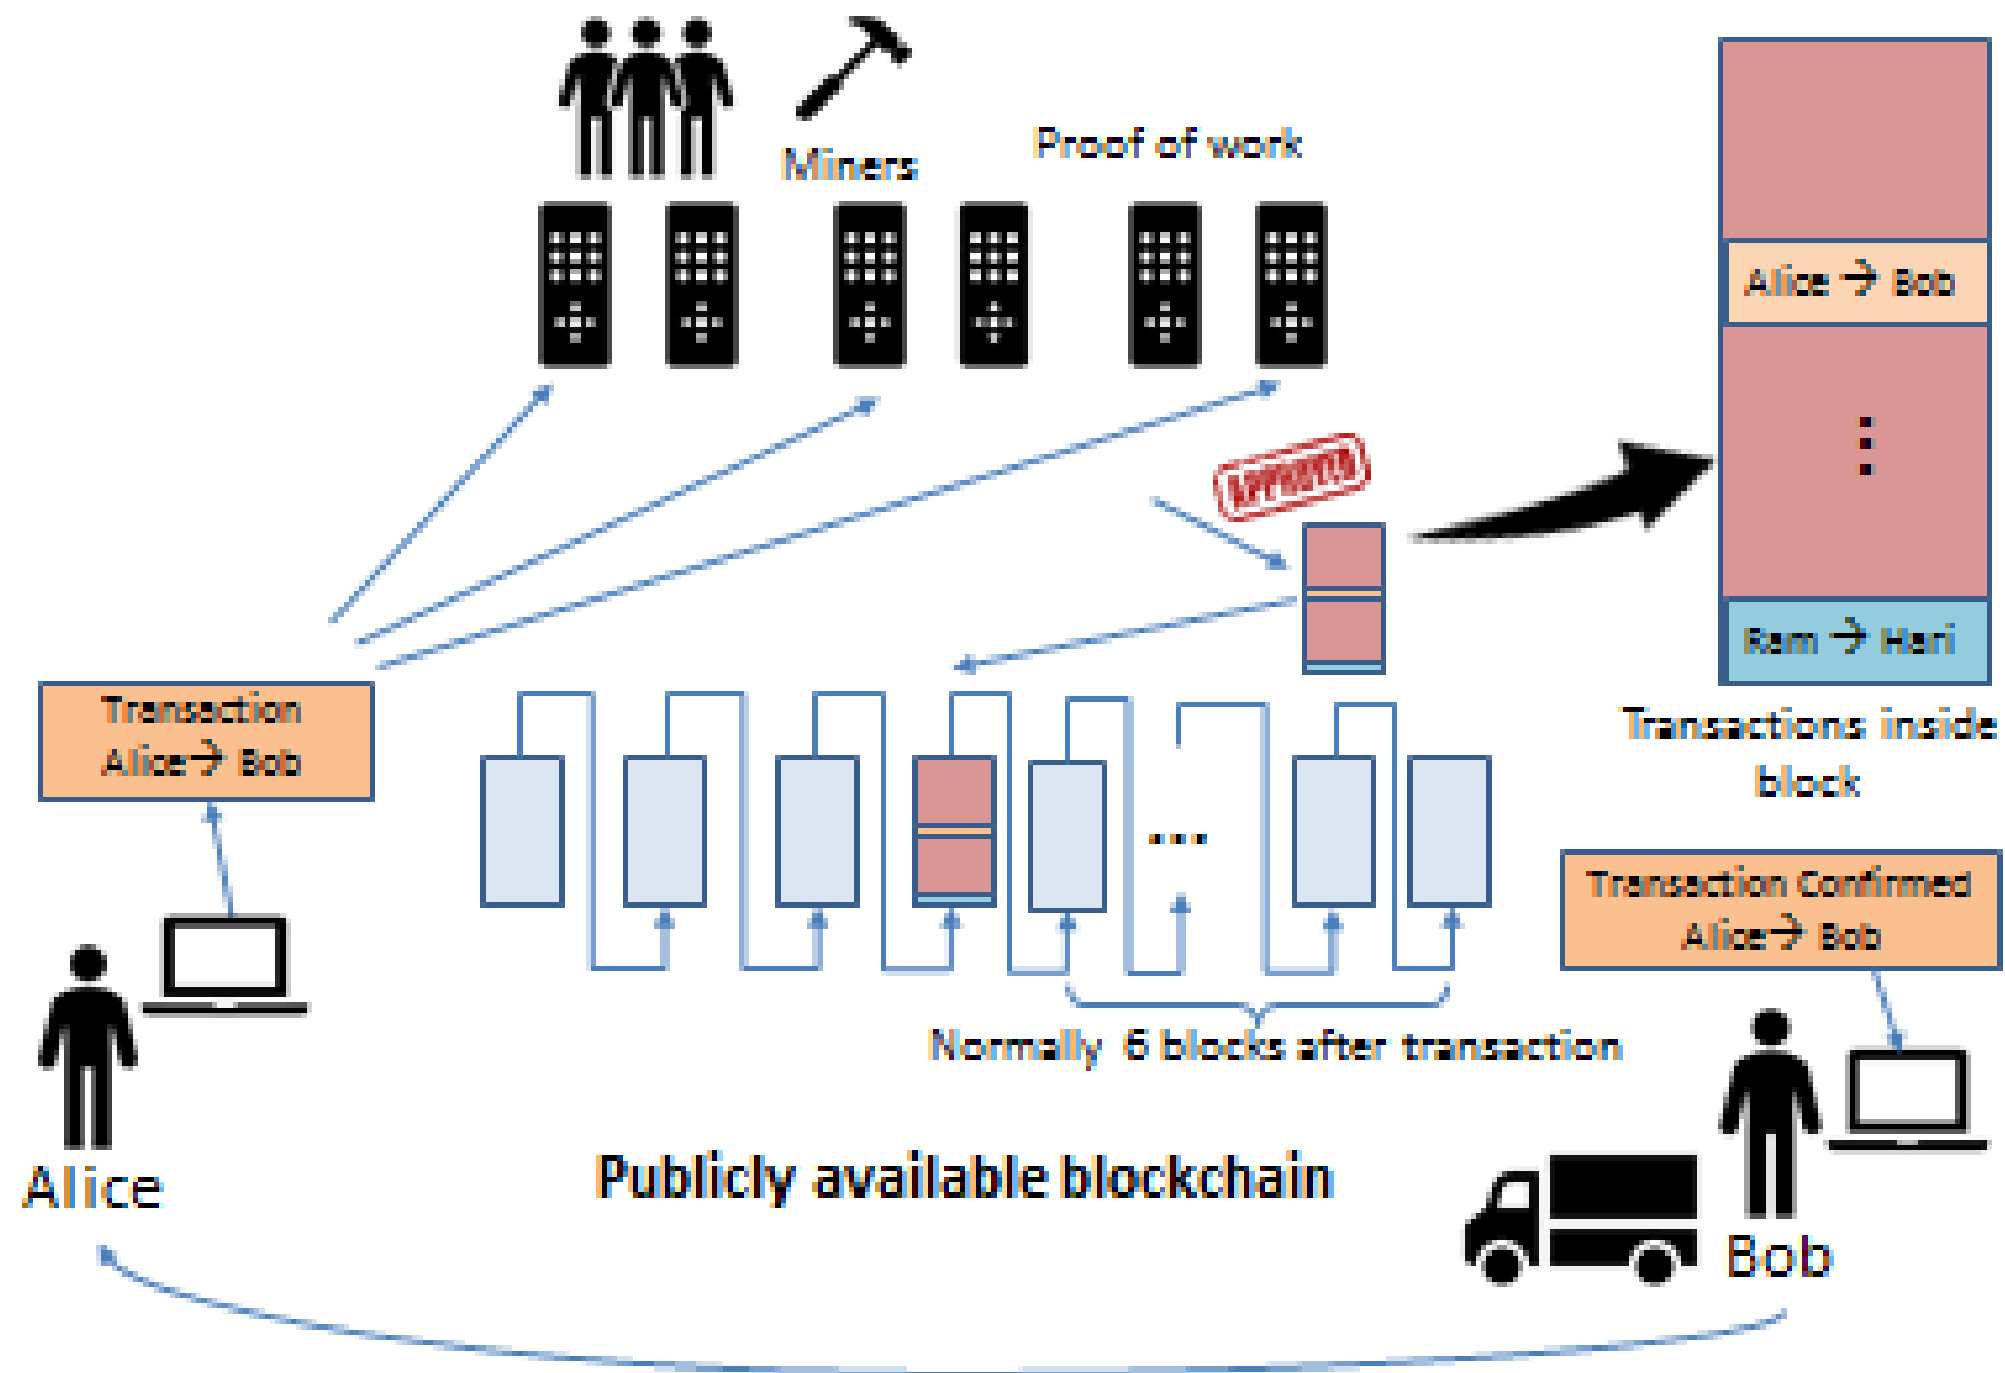 Miners
Proof of work
Alice → Bob
APPROVED
Ram → Hari
Transactions inside
block
Transaction
Alice→ Bob
...
Transaction Confirmed
Alice→ Bob
Normally 6 blocks after transaction
Alice
Publicly available blockchain
Bob